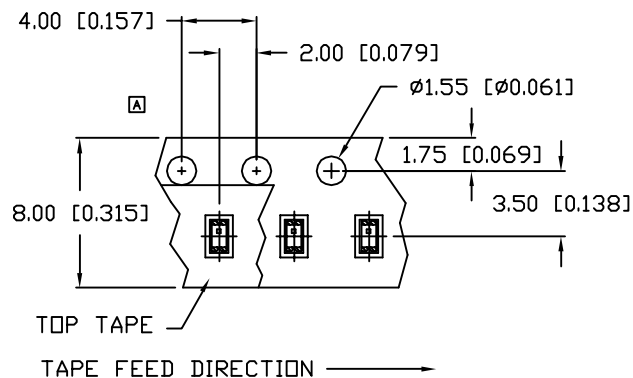 4.00 [0.157]
2.00 [0.079]
Ø1.55 [Ø0.061]
A
1.75 [0.069]
8.00 [0.315]
3.50 [0.138]
TOP TAPE
TAPE FEED DIRECTION